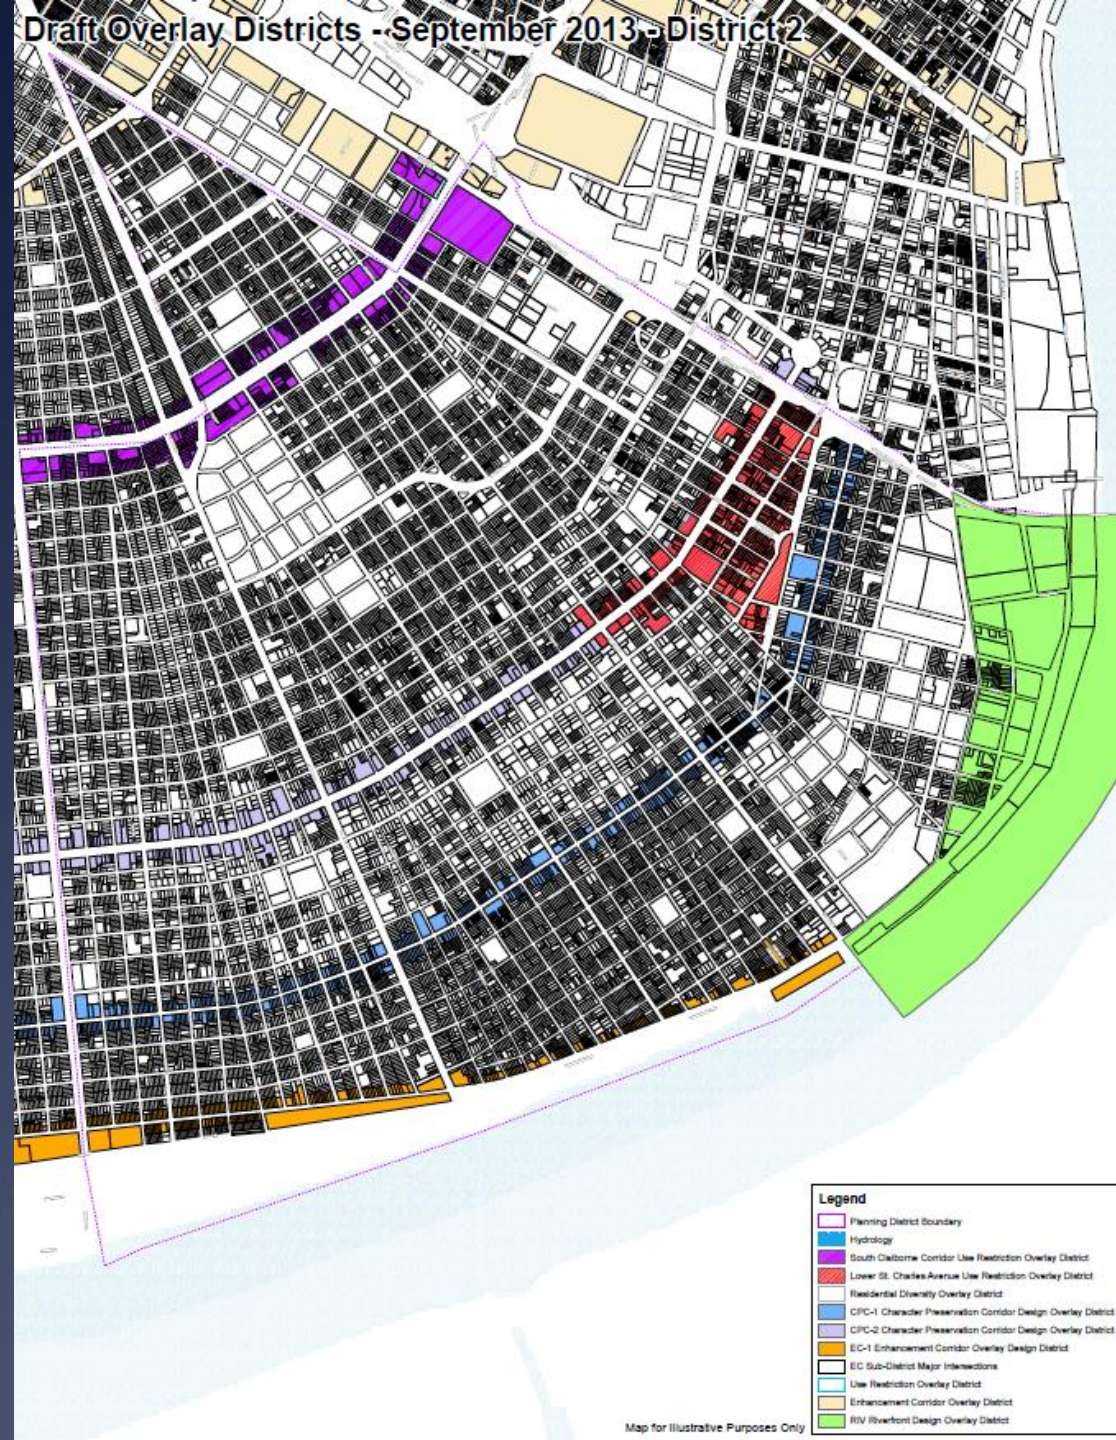 Draft Overlay Districts - September 2013 - District 2
Legend
Planning District Boundary
Hydrology
South Claiborne Corridor Use Restriction Overlay District
Lower St. Charles Avenue Use Restriction Overlay District
Residential Diversity Overlay District
CPC-1 Character Preservation Corridor Design Overlay District
CPC-2 Character Preservation Corridor Design Overlay District
EC-1 Enhancement Corridor Overlay Design District
EC Sub-District Major Intersections
Use Restriction Overlay District
Enhancement Corridor Overlay District
RIV Riverfront Design Overlay District
Map for Illustrative Purposes Only